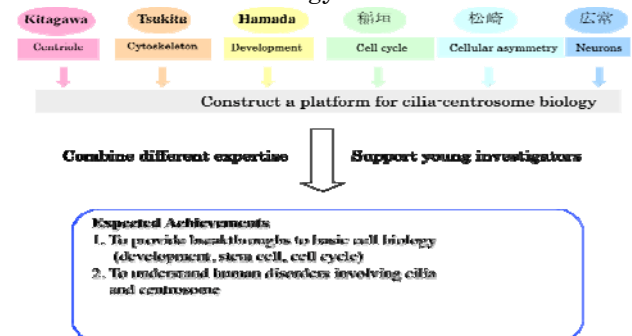 Kitagawa Tsukita Hamada 稲垣 松崎 広常
Centriole Cytoskeleton Development Cell cycle Cellular asymmetry Neurons
Construct a platform for cilia-centrosome biology
Combine different expertise Support young investigators
Expected Achievements
1. To provide breakthroughs to basic cell biology
(development, stem cell, cell cycle)
2. To understand human disorders involving cilia
and centrosome